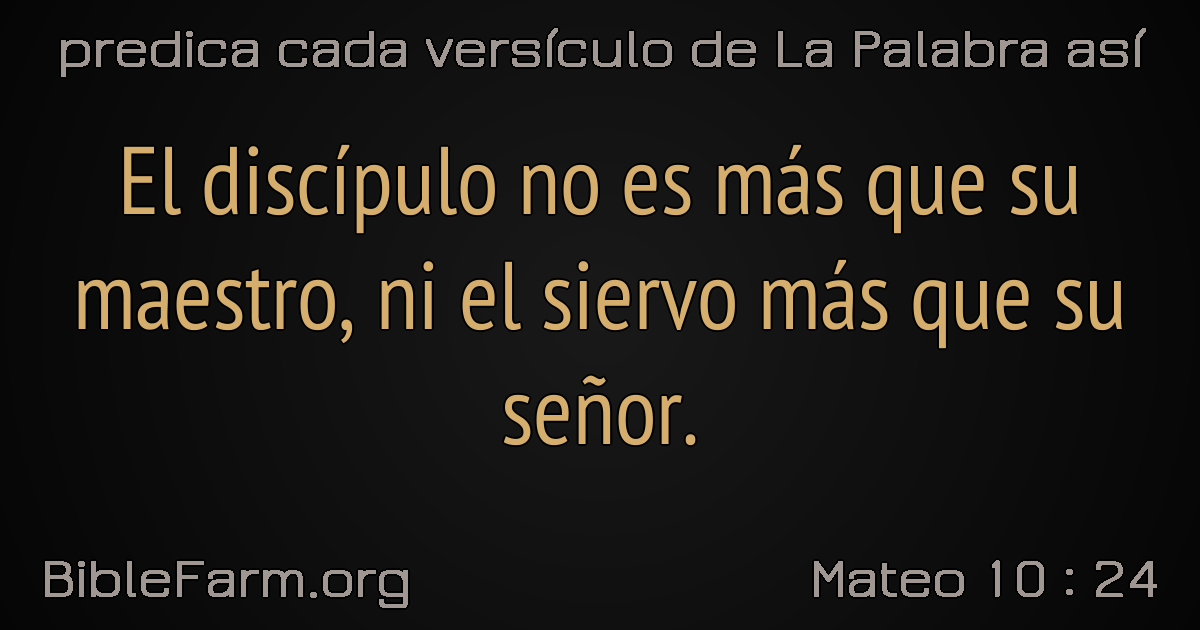 predica cada versículo de La Palabra así
El discípulo no es más que su
maestro, ni el siervo más que su
señor.
BibleFarm.org
Mateo 10 : 24